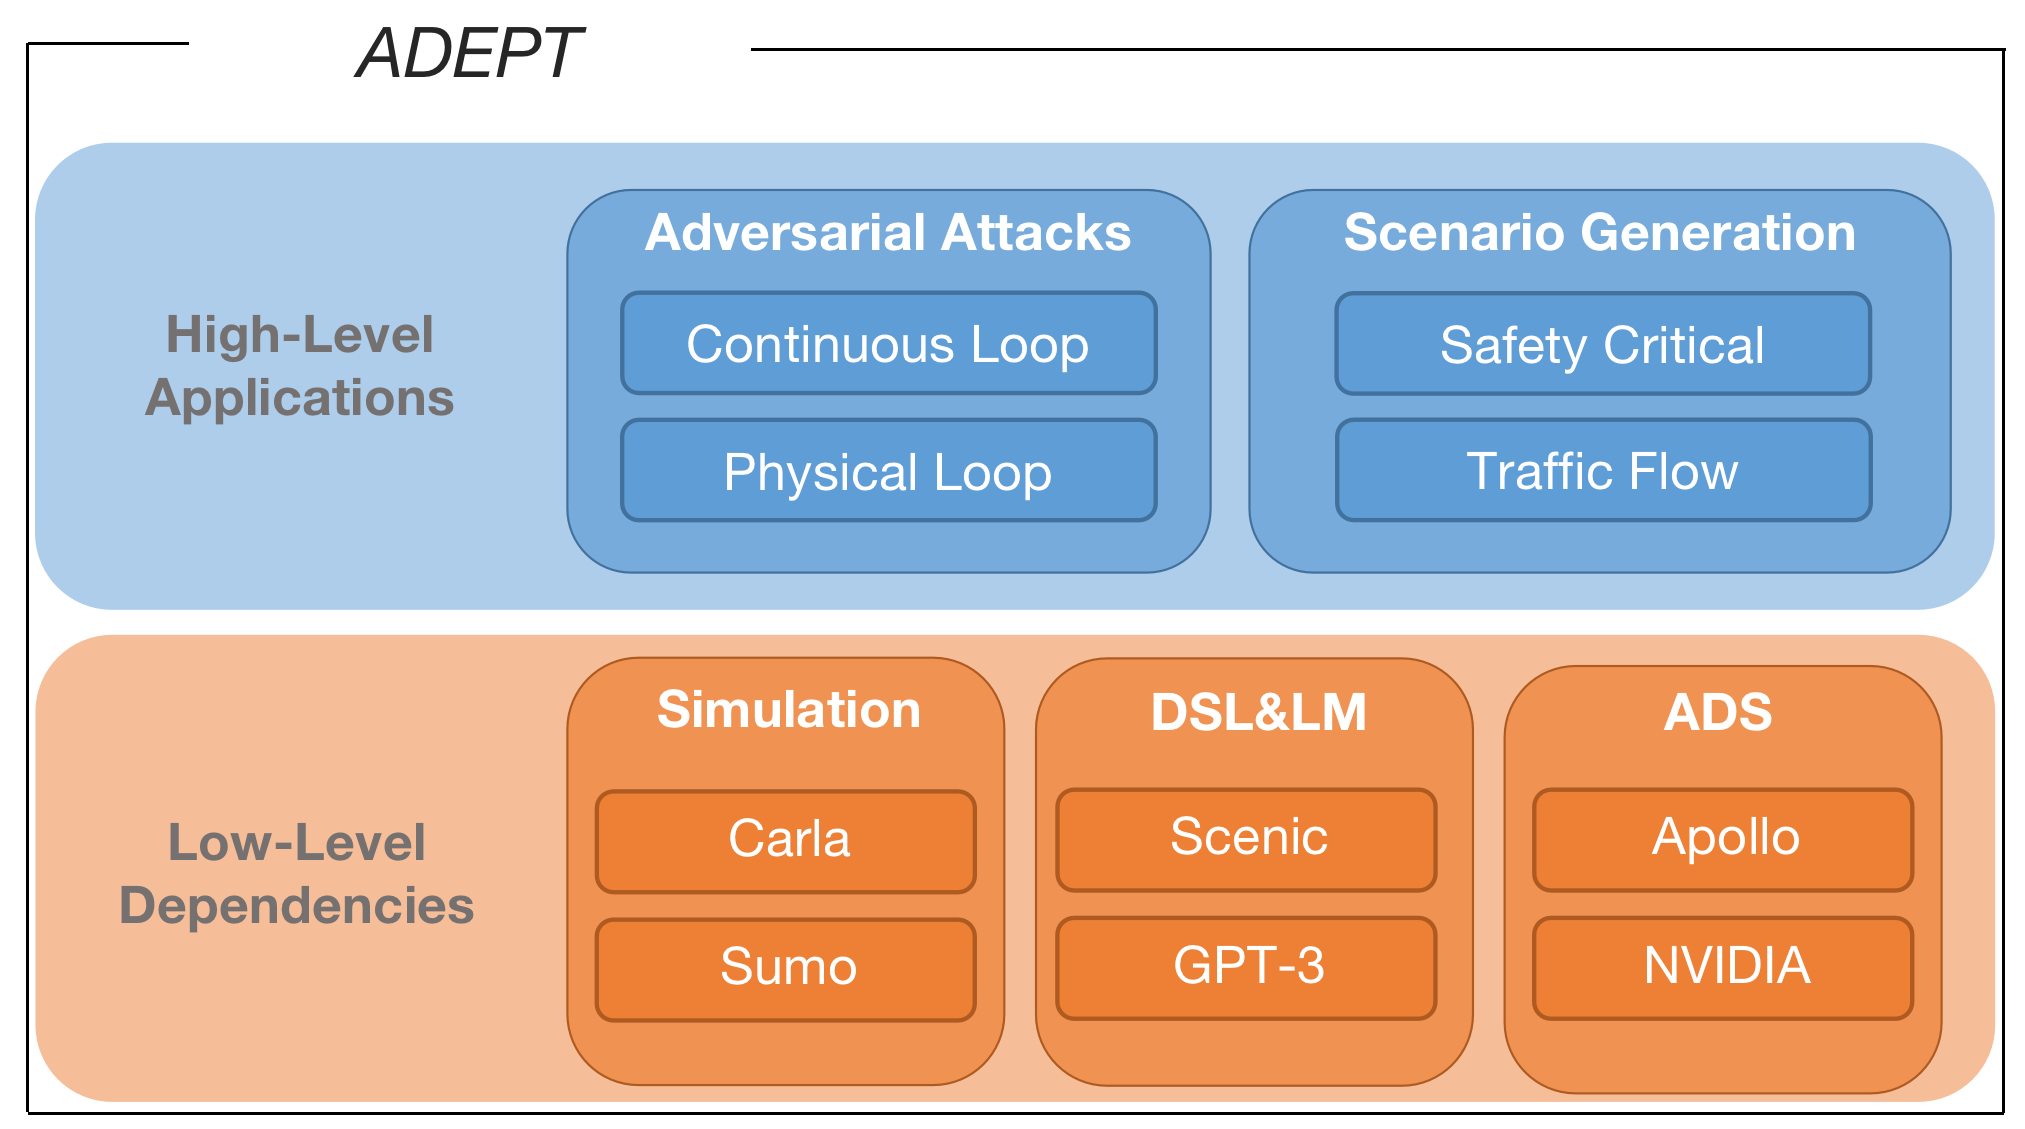 ADEPT
High-Level
Applications
Adversarial Attacks
Continuous Loop
Physical Loop
Scenario Generation
Safety Critical
Traffic Flow
Low-Level
Dependencies
Simulation
Carla
Sumo
DSL&LM
Scenic
GPT-3
ADS
Apollo
NVIDIA